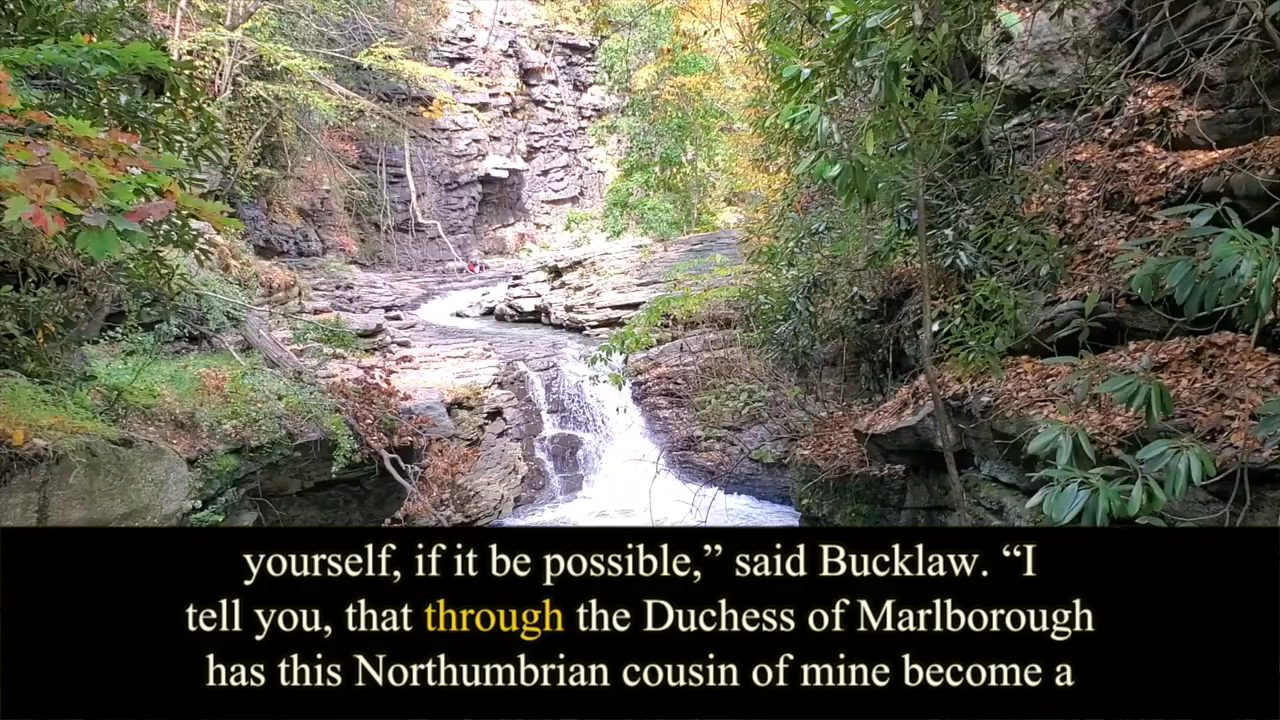 yourself, if it be possible,” said Bucklaw. “I
tell you, that through the Duchess of Marlborough
has this Northumbrian cousin of mine become a